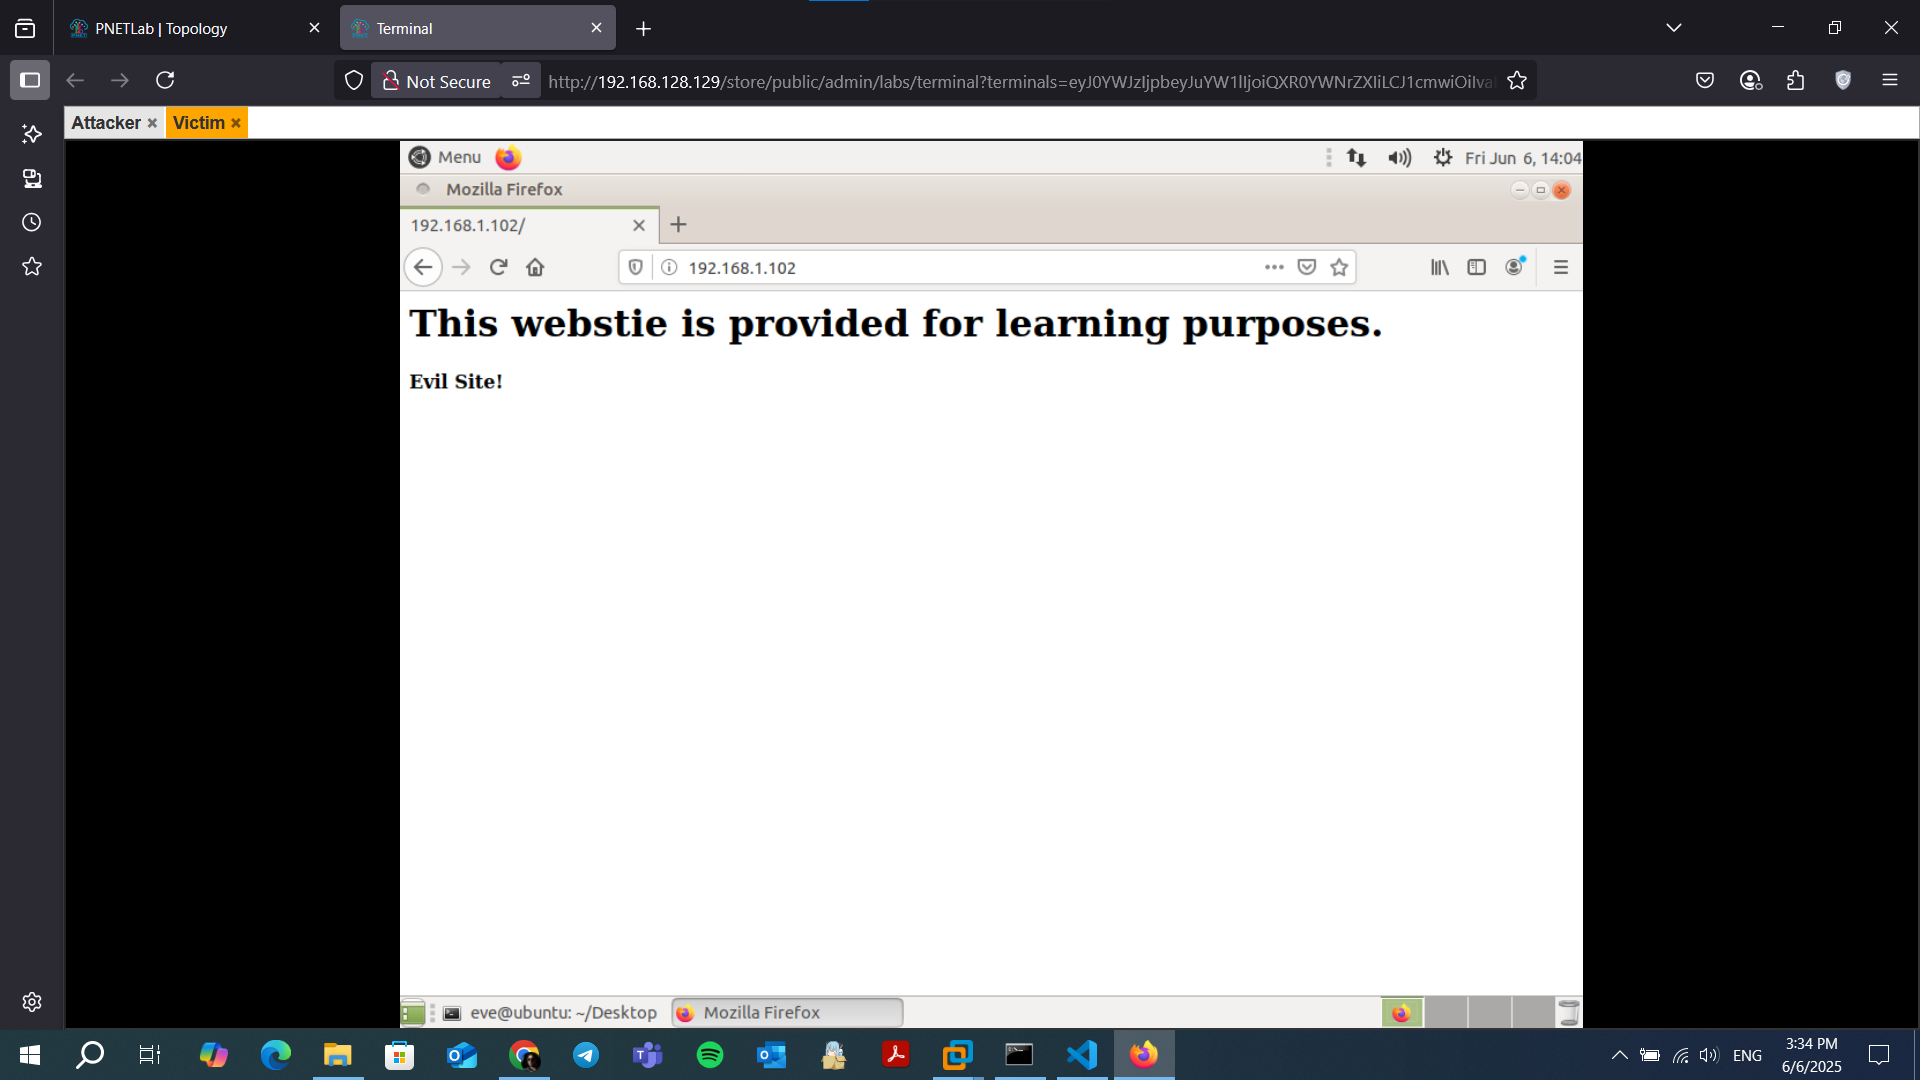 PNETLab | Topology
Terminal
Not Secure
http://192.168.128.129/store/public/admin/labs/terminal?terminals=eyJ0YWJzIjpbeyJuYW1lIjoiQXR0YWNrZXIiLCJ1cmwiOiIva
Attacker
Victim
Menu
Fri Jun 6, 14:04
Mozilla Firefox
192.168.1.102/
192.168.1.102
This webstie is provided for learning purposes.
Evil Site!
eve@ubuntu: ~/Desktop
Mozilla Firefox
ENG
3:34 PM
6/6/2025